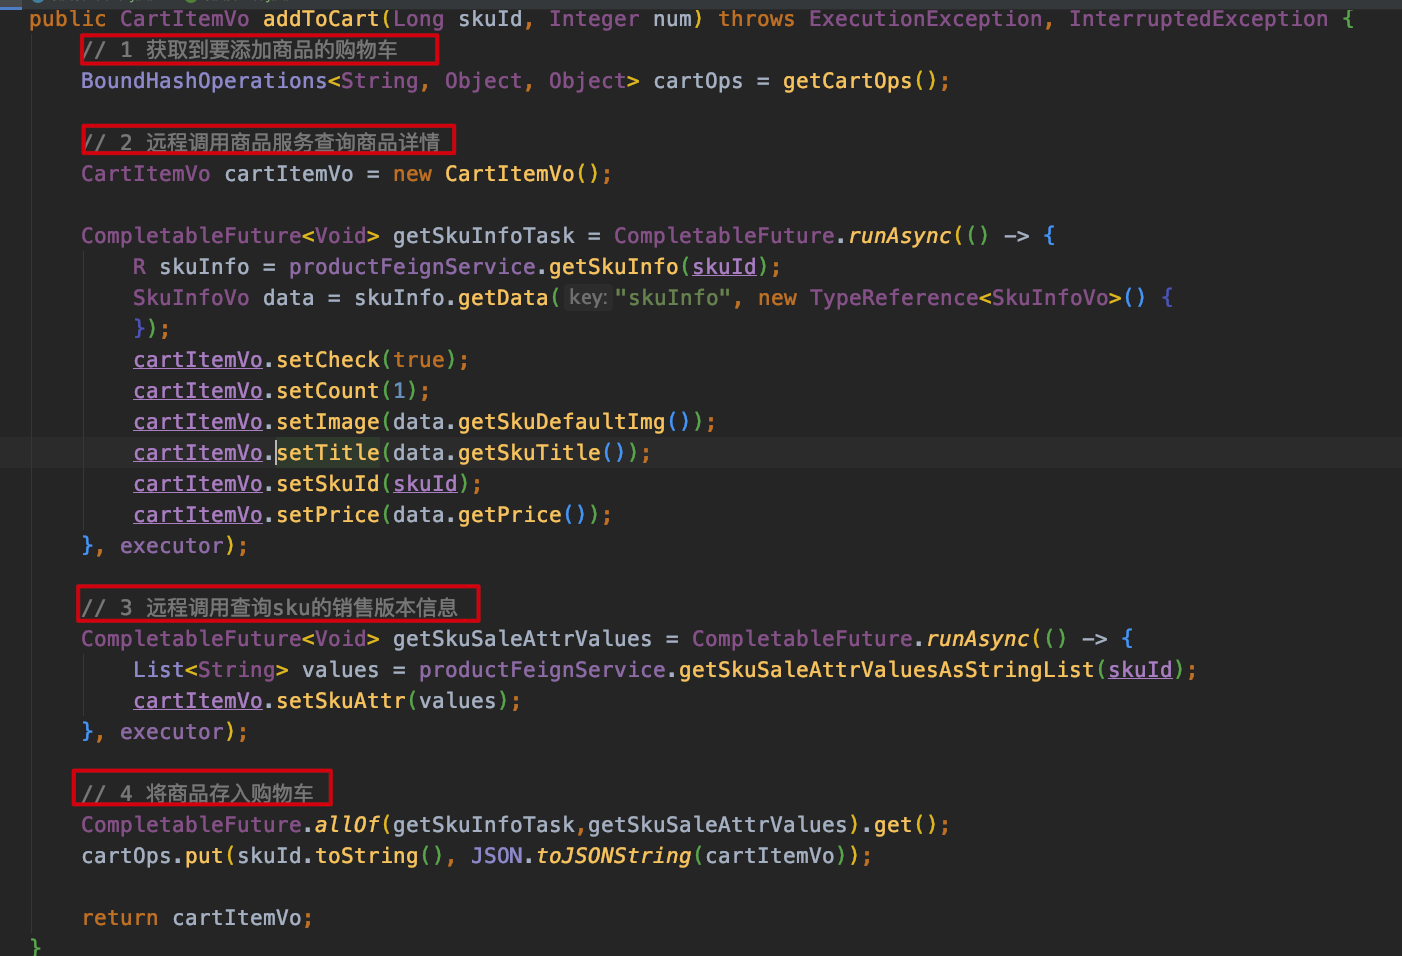 public CartItemVo addToCart(Long skuId, Integer num) throws ExecutionException, InterruptedException {
// 1 获取到要添加商品的购物车
BoundHashOperations<String, Object, Object> cartOps = getCartOps();
// 2 远程调用商品服务查询商品详情
CartItemVo cartItemVo = new CartItemVo();
CompletableFuture<Void> getSkuInfoTask = CompletableFuture.runAsync(() -> {
R skuInfo = productFeignService.getSkuInfo(skuId);
SkuInfoVo data = skuInfo.getData( key: "skuInfo", new TypeReference<SkuInfoVo>() {
});
cartItemVo.setCheck(true);
cartItemVo.setCount(1);
cartItemVo.setImage(data.getSkuDefaultImg());
cartItemVo.setTitle(data.getSkuTitle());
cartItemVo.setSkuId(skuId);
cartItemVo.setPrice(data.getPrice());
}, executor);
// 3 远程调用查询sku的销售版本信息
CompletableFuture<Void> getSkuSaleAttrValues = CompletableFuture.runAsync(() -> {
List<String> values = productFeignService.getSkuSaleAttrValuesAsStringList(skuId);
cartItemVo.setSkuAttr(values);
}, executor);
// 4 将商品存入购物车
CompletableFuture.allOf(getSkuInfoTask,getSkuSaleAttrValues).get();
cartOps.put(skuId.toString(), JSON.toJSONString(cartItemVo));
return cartItemVo;
}